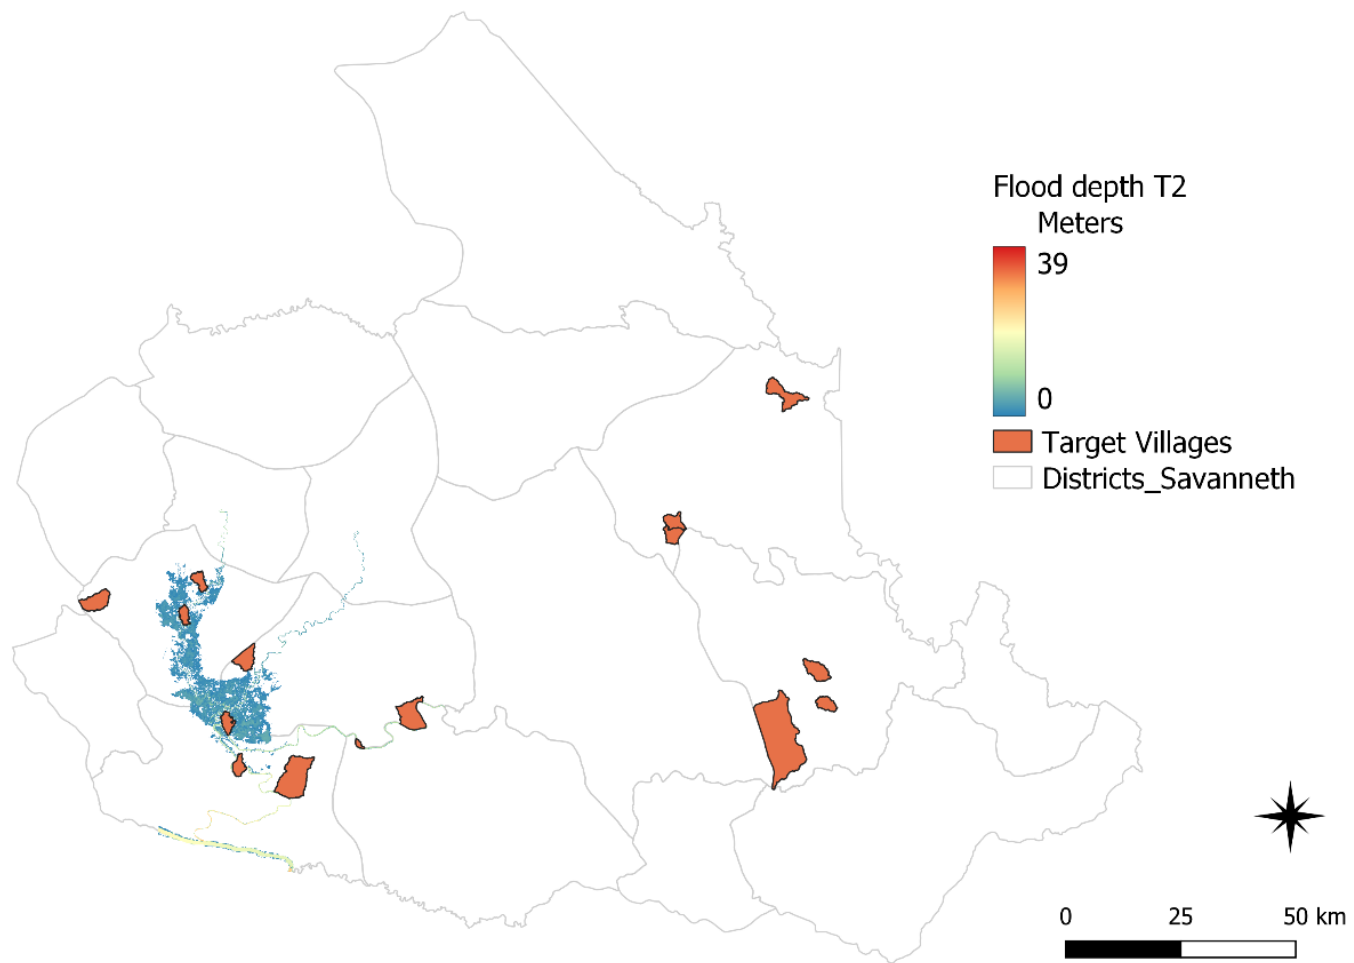 Flood depth T2
Meters
39
0
Target Villages
Districts_Savanneth
0 25 50 km